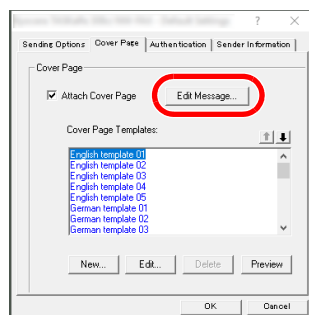 ? ×
Sending Options Cover Page Authentication Sender Information
Cover Page
Attach Cover Page Edit Message...
Cover Page Templates:
English template 01
English template 02
English template 03
English template 04
English template 05
German template 01
German template 02
German template 03
New... Edit... Delete Preview
OK Cancel